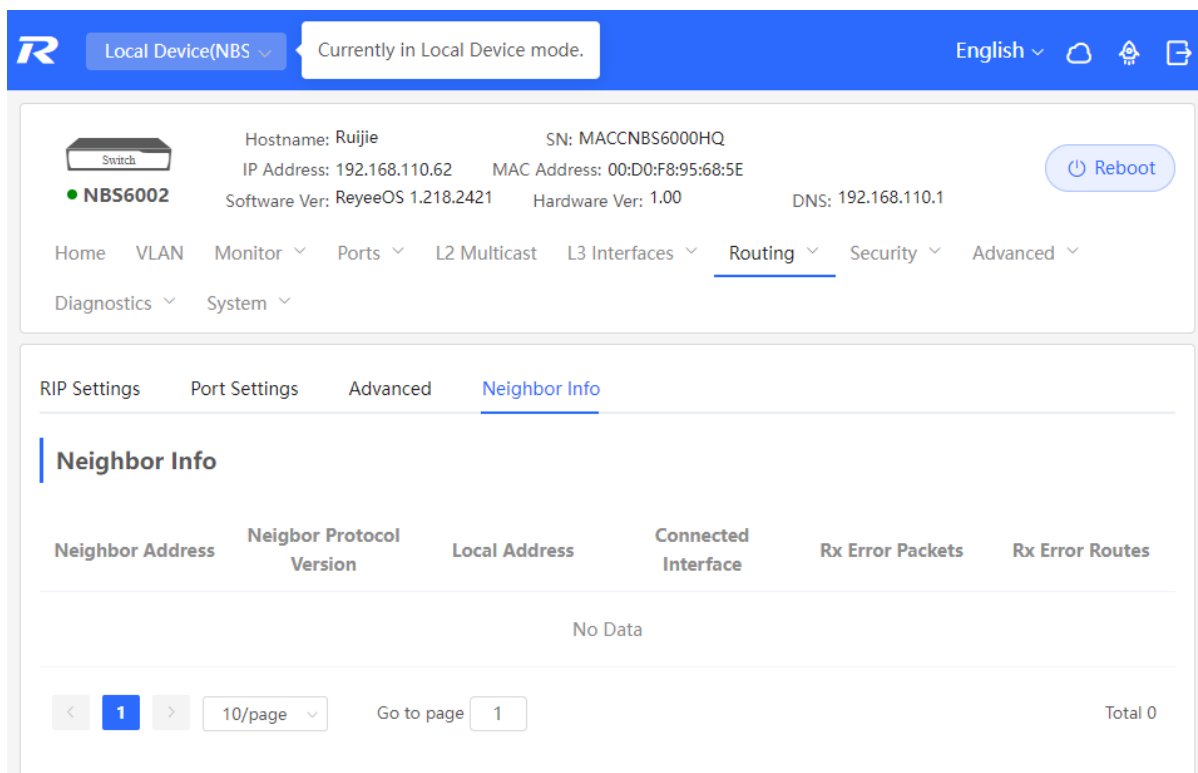 Local Device(NBS
Currently in Local Device mode.
English
Switch
NBS6002
Hostname: Ruijie
SN: MACCNBS6000HQ
IP Address: 192.168.110.62
MAC Address: 00:D0:F8:95:68:5E
Software Ver: ReyeeOS 1.218.2421
Hardware Ver: 1.00
DNS: 192.168.110.1
Reboot
Home VLAN Monitor Ports L2 Multicast L3 Interfaces Routing Security Advanced
Diagnostics System
RIP Settings Port Settings Advanced Neighbor Info
Neighbor Info
Neighbor Address
Neigbor Protocol
Version
Local Address
Connected
Interface
Rx Error Packets
Rx Error Routes
No Data
< 1 > 10/page Go to page 1 Total 0